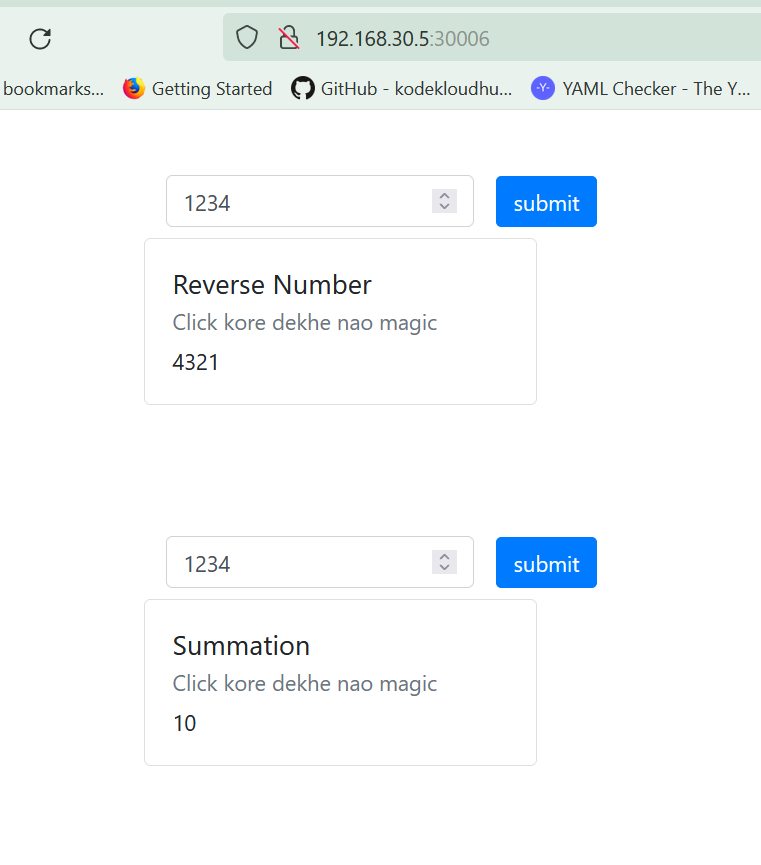 192.168.30.5:30006
bookmarks... Getting Started GitHub - kodekloudhu... -Y- YAML Checker - The Y...
1234 submit
Reverse Number
Click kore dekhe nao magic
4321
1234 submit
Summation
Click kore dekhe nao magic
10